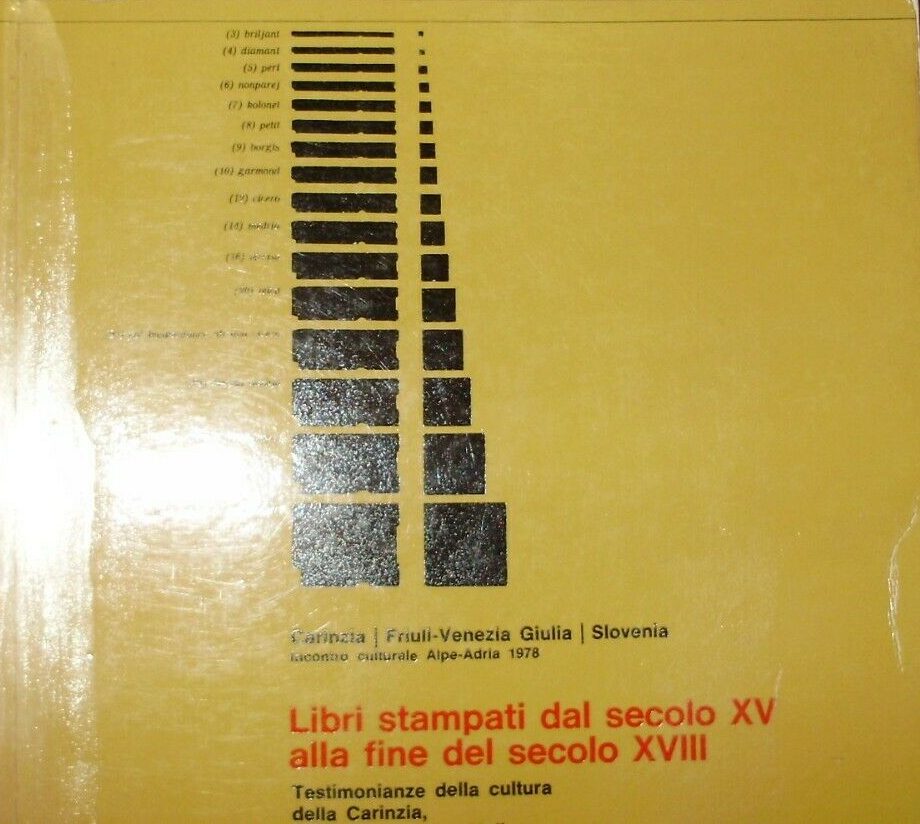 (3) briljant
(4) diamant
(5) perl
(6) nonparej
(7) kolonel
(8) petit
(9) borgis
(10) garmond
(12) cicero
Carinzia | Friuli-Venezia Giulia | Slovenia
Incontro culturale Alpe-Adria 1978
Libri stampati dal secolo XV
alla fine del secolo XVIII
Testimonianze della cultura
della Carinzia,